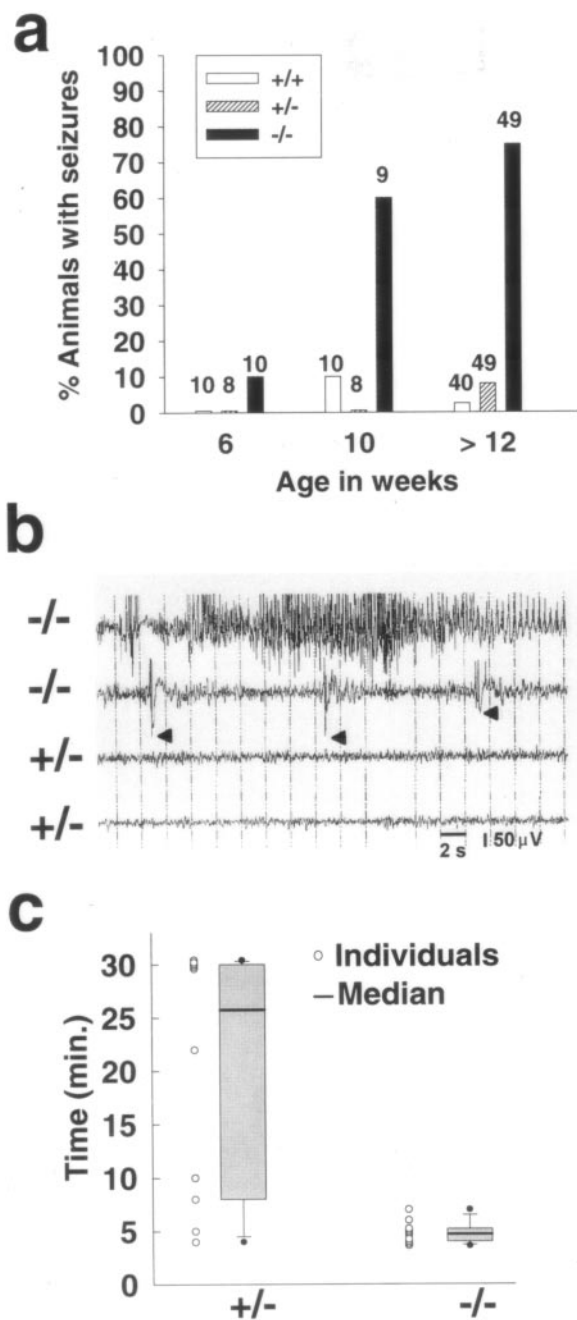 a
% Animals with seizures
100
90
80
70
60
50
40
30
20
10
0
+/+
+/-
-/-
10 8 10
10 8 9
40 49 49
6 10 > 12
Age in weeks
b
-/-
-/-
+/-
+/-
2 s 50 µV
c
Time (min.)
30
25
20
15
10
5
0
Individuals
Median
+/- -/-